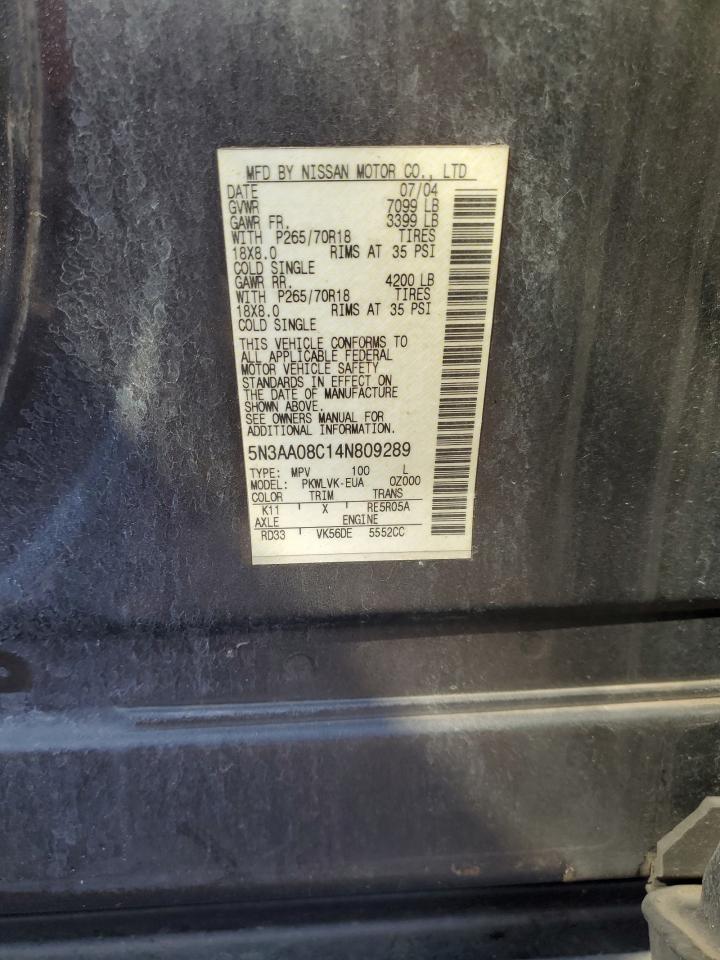 MFD BY NISSAN MOTOR CO., LTD
DATE 07/04
GVWR 7099 LB
GAWR FR. 3399 LB
WITH P265/70R18 TIRES
18X8.0 RIMS AT 35 PSI
COLD SINGLE
GAWR RR. 4200 LB
WITH P265/70R18 TIRES
18X8.0 RIMS AT 35 PSI
COLD SINGLE
THIS VEHICLE CONFORMS TO
ALL APPLICABLE FEDERAL
MOTOR VEHICLE SAFETY
STANDARDS IN EFFECT ON
THE DATE OF MANUFACTURE
SHOWN ABOVE.
SEE OWNERS MANUAL FOR
ADDITIONAL INFORMATION.
5N3AA08C14N809289
TYPE: MPV 100 L
MODEL: PKWLVK-EUA 0Z000
COLOR TRIM TRANS
K11 X RE5R05A
AXLE ENGINE
RD33 VK56DE 5552CC